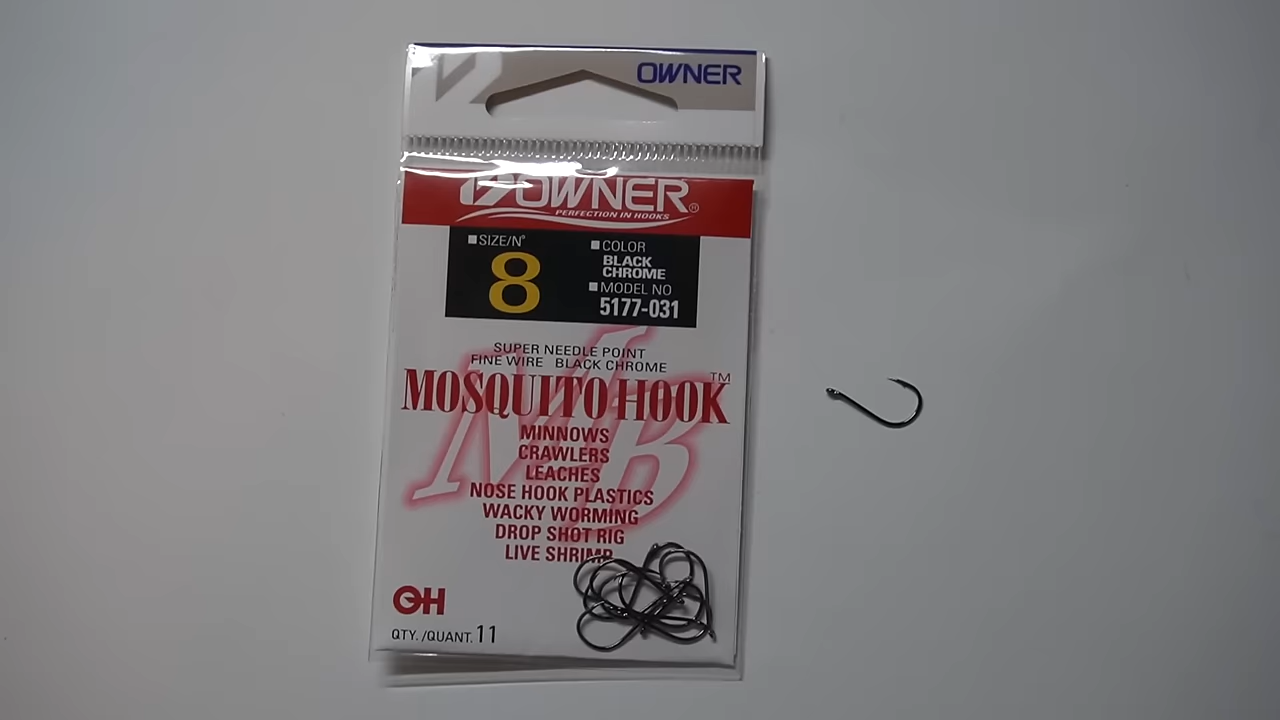 OWNER
OWNER®
PERFECTION IN HOOKS
SIZE/Nº
8
COLOR
BLACK
CHROME
MODEL NO
5177-031
SUPER NEEDLE POINT
FINE WIRE BLACK CHROME
MOSQUITO HOOK™
MINNOWS
CRAWLERS
LEACHES
NOSE HOOK PLASTICS
WACKY WORMING
DROP SHOT RIG
LIVE SHRIMP
OH
QTY./QUANT. 11